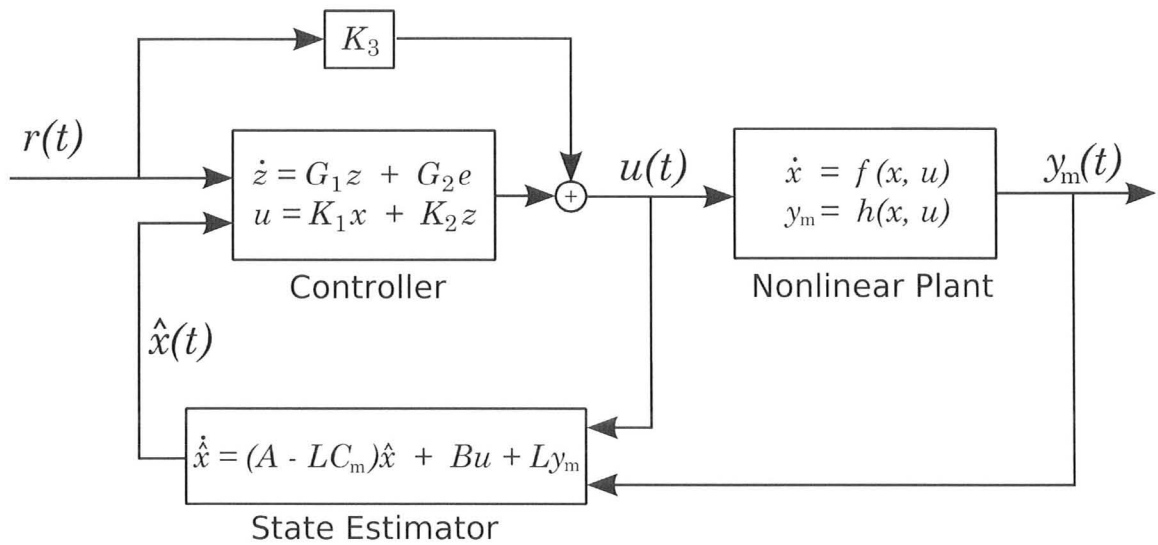 K₃
r(t)
ż = G₁z + G₂e
u = K₁x + K₂z
Controller
+
u(t)
ẋ = f(x, u)
yₘ = h(x, u)
Nonlinear Plant
yₘ(t)
x̂(t)
x̂̇ = (A - LCₘ)x̂ + Bu + Lyₘ
State Estimator